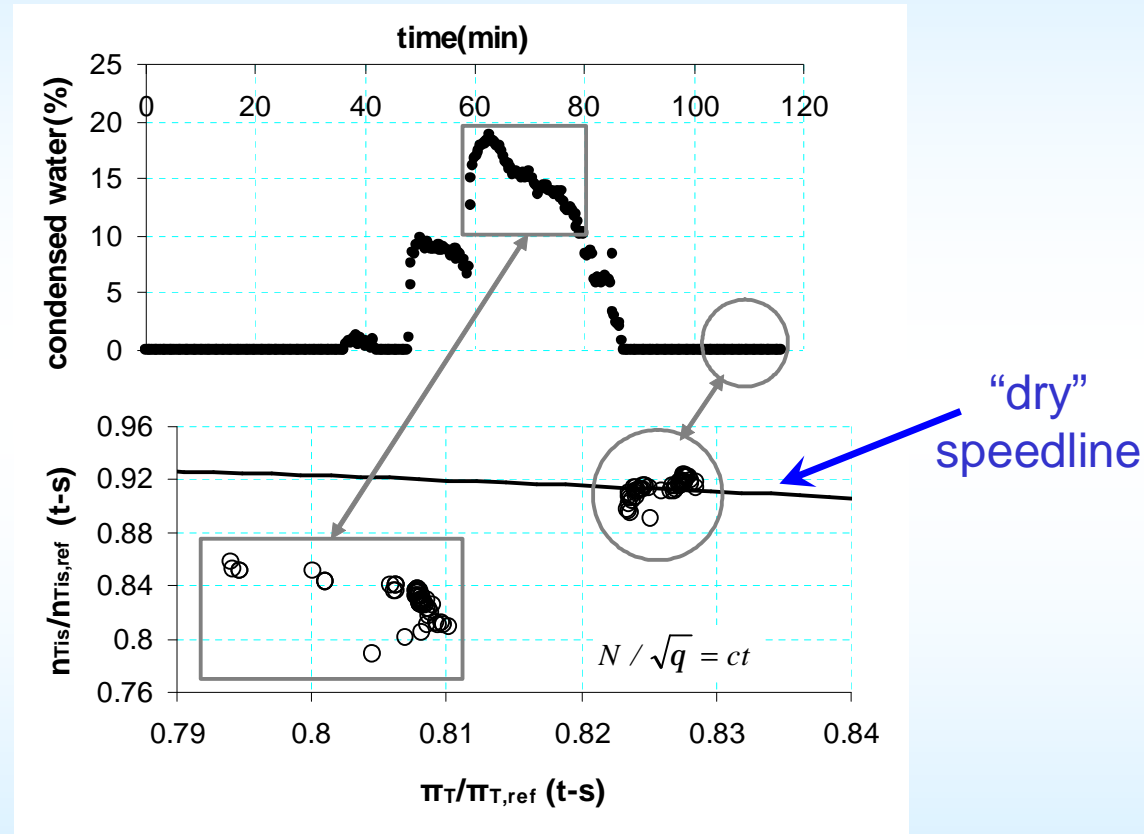 time(min)
25
20
15
10
5
0
0 20 40 60 80 100 120
condensed water(%)
“dry”
speedline
0.96
0.92
0.88
0.84
0.8
0.76
nTis/nTis,ref (t-s)
N / √q = ct
0.79 0.8 0.81 0.82 0.83 0.84
πT/πT,ref (t-s)